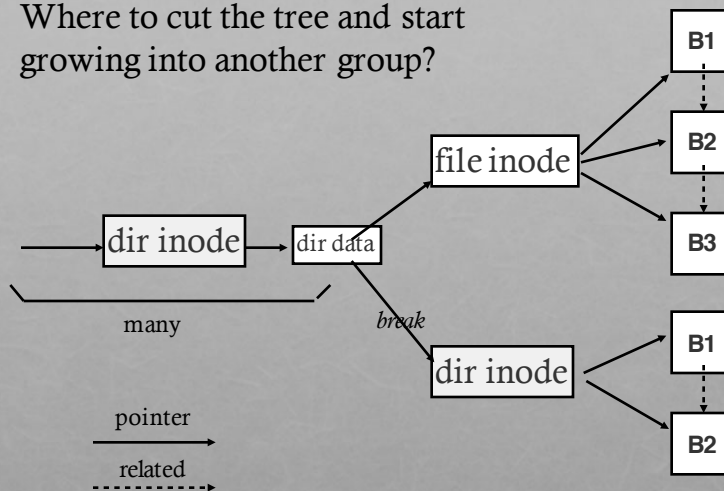 Where to cut the tree and start
growing into another group?
B1
B2
file inode
B3
dir inode
dir data
many
break
B1
dir inode
B2
pointer
related